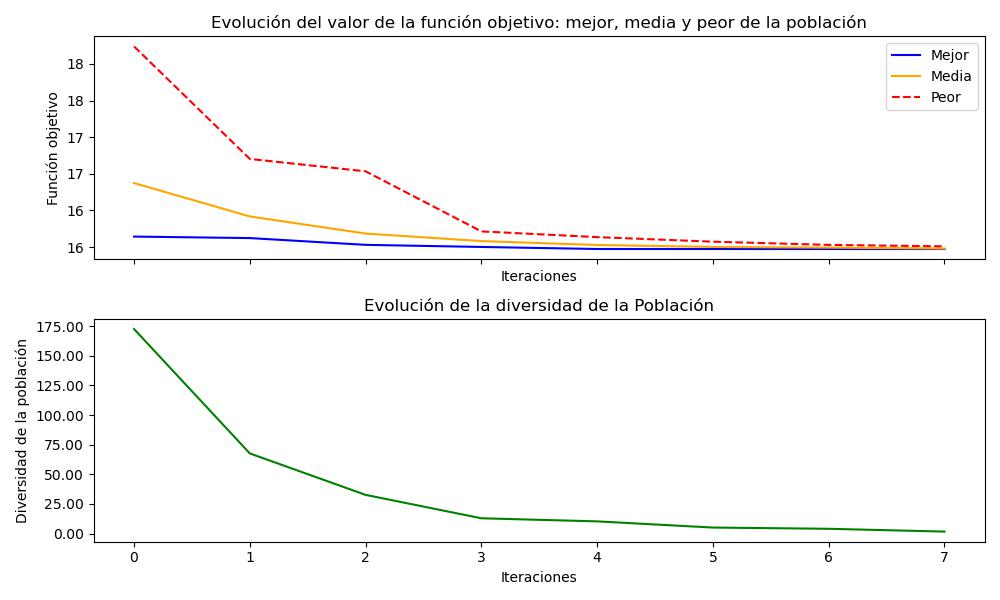 Evolución del valor de la función objetivo: mejor, media y peor de la población
Función objetivo
18
18
17
17
16
16
Mejor
Media
Peor
Iteraciones
Evolución de la diversidad de la Población
Diversidad de la población
175.00
150.00
125.00
100.00
75.00
50.00
25.00
0.00
0 1 2 3 4 5 6 7
Iteraciones